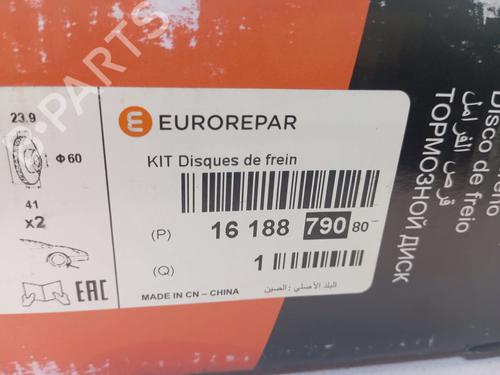 B-PARTS
23.9
EUROREPAR
KIT Disques de frein
Φ 60
41
x2
(P) 16 188 790 80
(Q) 1
EAC
MADE IN CN – CHINA
البلد الأصلي : الصين
Disco de freio
قرص الفرامل
ТОРМОЗНОЙ ДИСК